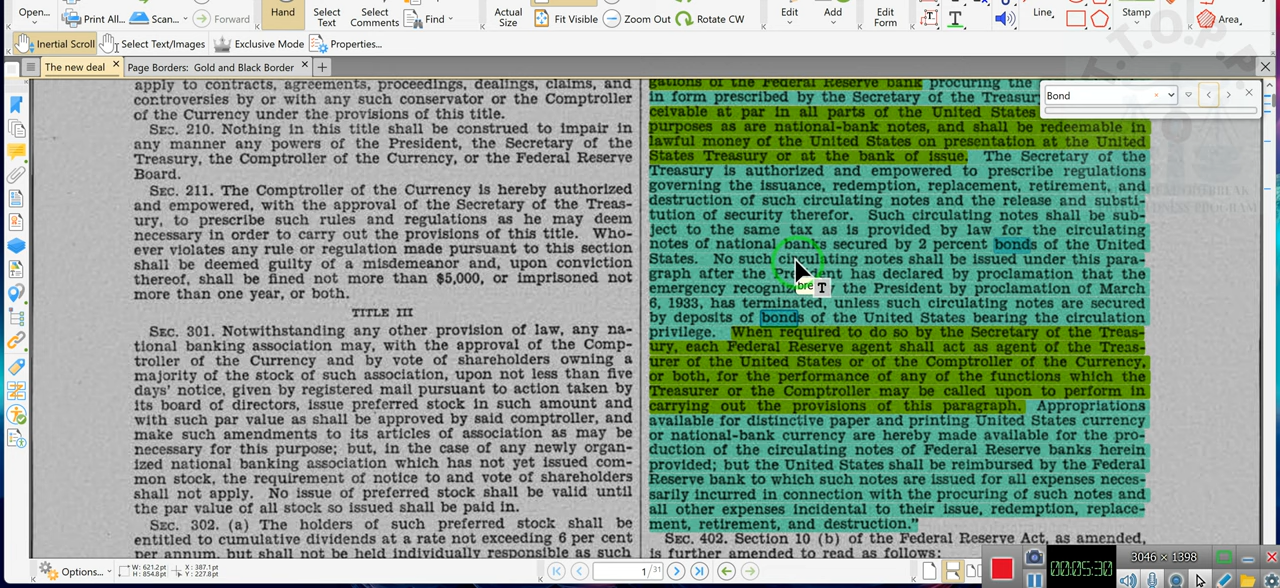 Open...
Print All...
Scan...
Forward
Hand
Select Text
Select Comments
Find
Actual Size
Fit Visible
Zoom Out
Rotate CW
Edit
Add
Edit Form
Line
Stamp
Area
Inertial Scroll
Select Text/Images
Exclusive Mode
Properties...
The new deal
Page Borders: Gold and Black Border
Bond
apply to contracts, agreements, proceedings, dealings, claims, and
controversies by or with any such conservator or the Comptroller
of the Currency under the provisions of this title.
SEC. 210. Nothing in this title shall be construed to impair in
any manner any powers of the President, the Secretary of the
Treasury, the Comptroller of the Currency, or the Federal Reserve
Board.
SEC. 211. The Comptroller of the Currency is hereby authorized
and empowered, with the approval of the Secretary of the Treas-
ury, to prescribe such rules and regulations as he may deem
necessary in order to carry out the provisions of this title. Who-
ever violates any rule or regulation made pursuant to this section
shall be deemed guilty of a misdemeanor and, upon conviction
thereof, shall be fined not more than $5,000, or imprisoned not
more than one year, or both.
TITLE III
SEC. 301. Notwithstanding any other provision of law, any na-
tional banking association may, with the approval of the Comp-
troller of the Currency and by vote of shareholders owning a
majority of the stock of such association, upon not less than five
days' notice, given by registered mail pursuant to action taken by
its board of directors, issue preferred stock in such amount and
with such par value as shall be approved by said comptroller, and
make such amendments to its articles of association as may be
necessary for this purpose; but, in the case of any newly organ-
ized national banking association which has not yet issued com-
mon stock, the requirement of notice to and vote of shareholders
shall not apply. No issue of preferred stock shall be valid until
the par value of all stock so issued shall be paid in.
SEC. 302. (a) The holders of such preferred stock shall be
entitled to cumulative dividends at a rate not exceeding 6 per cent
per annum, but shall not be held individually responsible as such
gations of the Federal Reserve bank procuring the
in form prescribed by the Secretary of the Treasur
ceivable at par in all parts of the United States
purposes as are national-bank notes, and shall be redeemable in
lawful money of the United States on presentation at the United
States Treasury or at the bank of issue. The Secretary of the
Treasury is authorized and empowered to prescribe regulations
governing the issuance, redemption, replacement, retirement, and
destruction of such circulating notes and the release and substi-
tution of security therefor. Such circulating notes shall be sub-
ject to the same tax as is provided by law for the circulating
notes of national banks secured by 2 percent bonds of the United
States. No such circulating notes shall be issued under this para-
graph after the President has declared by proclamation that the
emergency recogniz the President by proclamation of March
6, 1933, has terminated, unless such circulating notes are secured
by deposits of bonds of the United States bearing the circulation
privilege. When required to do so by the Secretary of the Treas-
ury, each Federal Reserve agent shall act as agent of the Treas-
urer of the United States or of the Comptroller of the Currency,
or both, for the performance of any of the functions which the
Treasurer or the Comptroller may be called upon to perform in
carrying out the provisions of this paragraph. Appropriations
available for distinctive paper and printing United States currency
or national-bank currency are hereby made available for the pro-
duction of the circulating notes of Federal Reserve banks herein
provided; but the United States shall be reimbursed by the Federal
Reserve bank to which such notes are issued for all expenses neces-
sarily incurred in connection with the procuring of such notes and
all other expenses incidental to their issue, redemption, replace-
ment, retirement, and destruction."
SEC. 402. Section 10 (b) of the Federal Reserve Act, as amended,
is further amended to read as follows:
Options...
W: 621.2pt
H: 854.8pt
X: 387.1pt
Y: 227.8pt
1 / 31
00:05:30
3046 x 1398